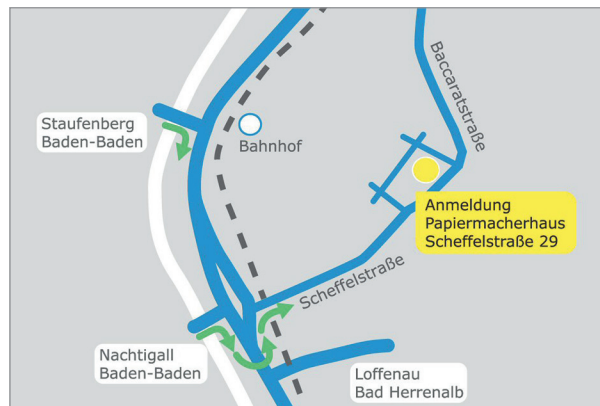 Baccaratstraße
Staufenberg
Baden-Baden
Bahnhof
Anmeldung
Papiermacherhaus
Scheffelstraße 29
Scheffelstraße
Nachtigall
Baden-Baden
Loffenau
Bad Herrenalb